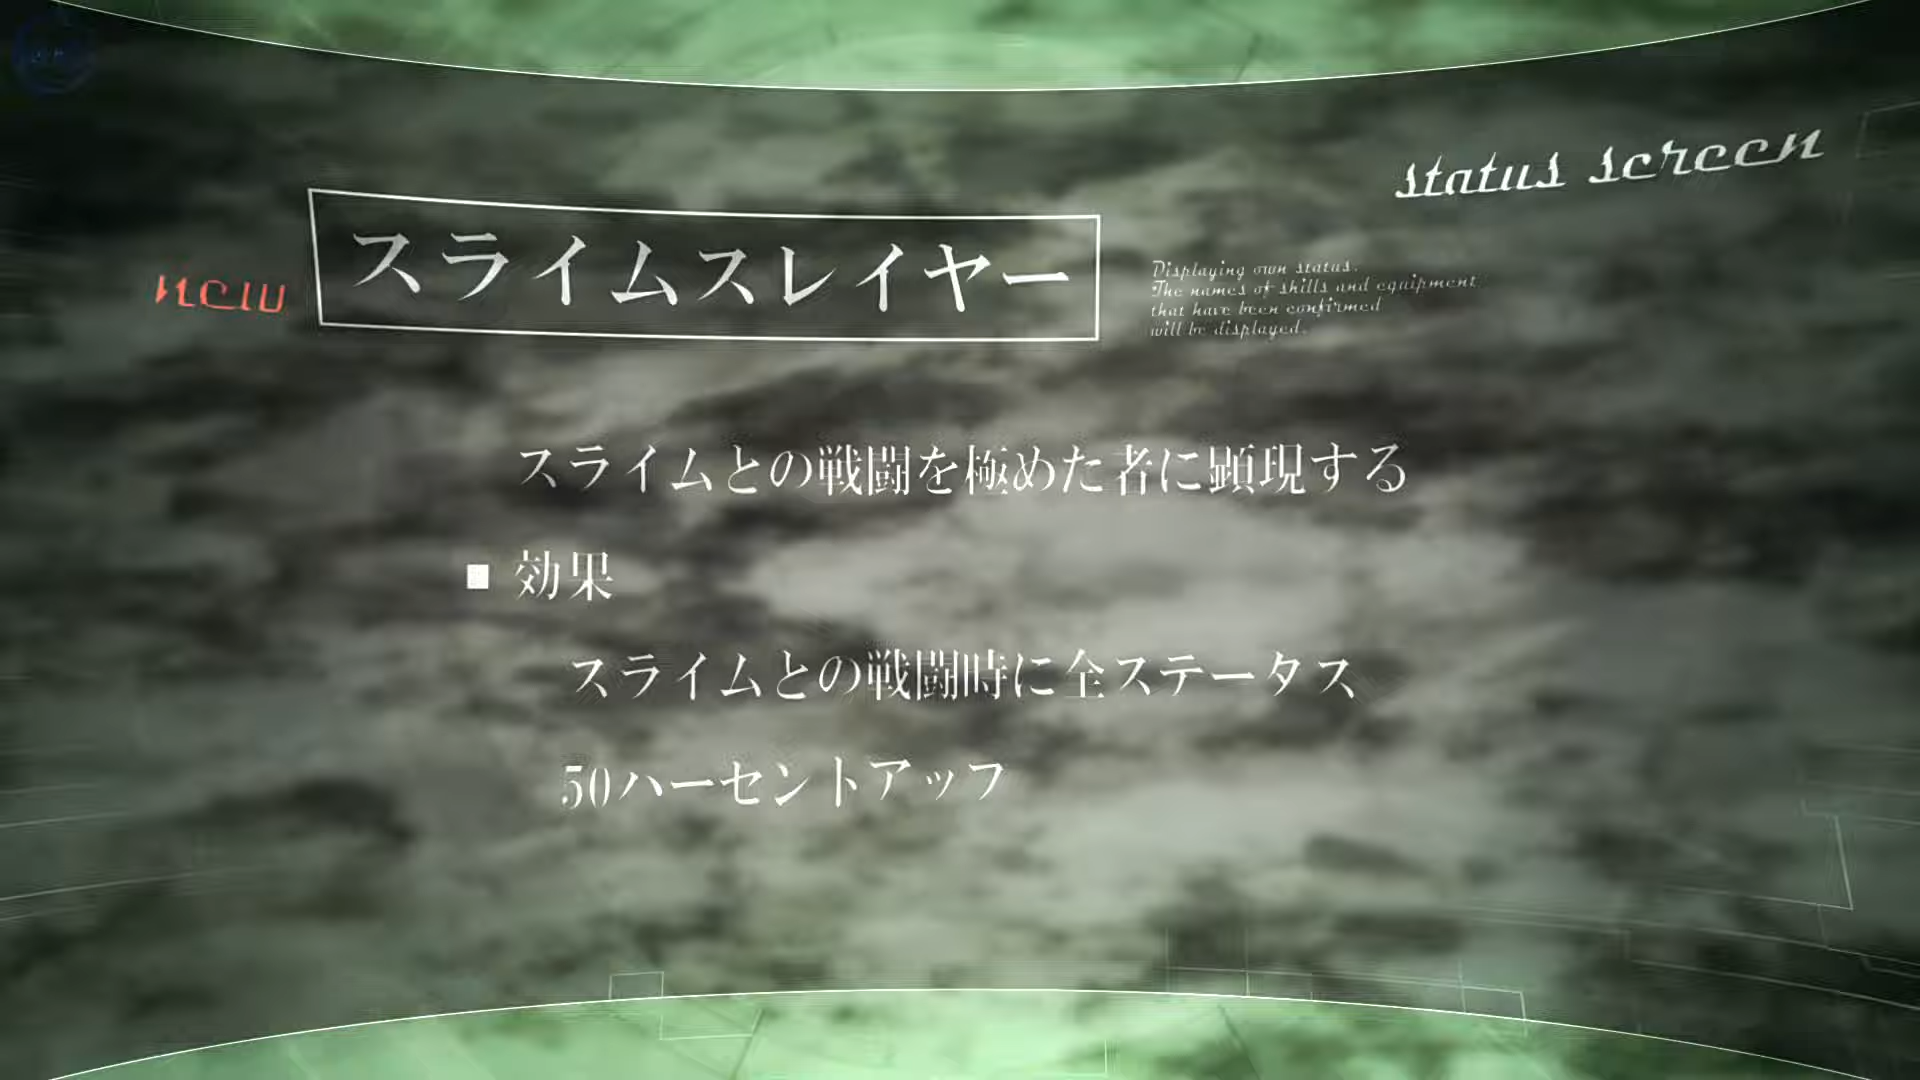 status screen
new
スライムスレイヤー
Displaying own status.
The names of skills and equipment
that have been confirmed
will be displayed.
スライムとの戦闘を極めた者に顕現する
■ 効果
スライムとの戦闘時に全ステータス
50ハーセントアッフ